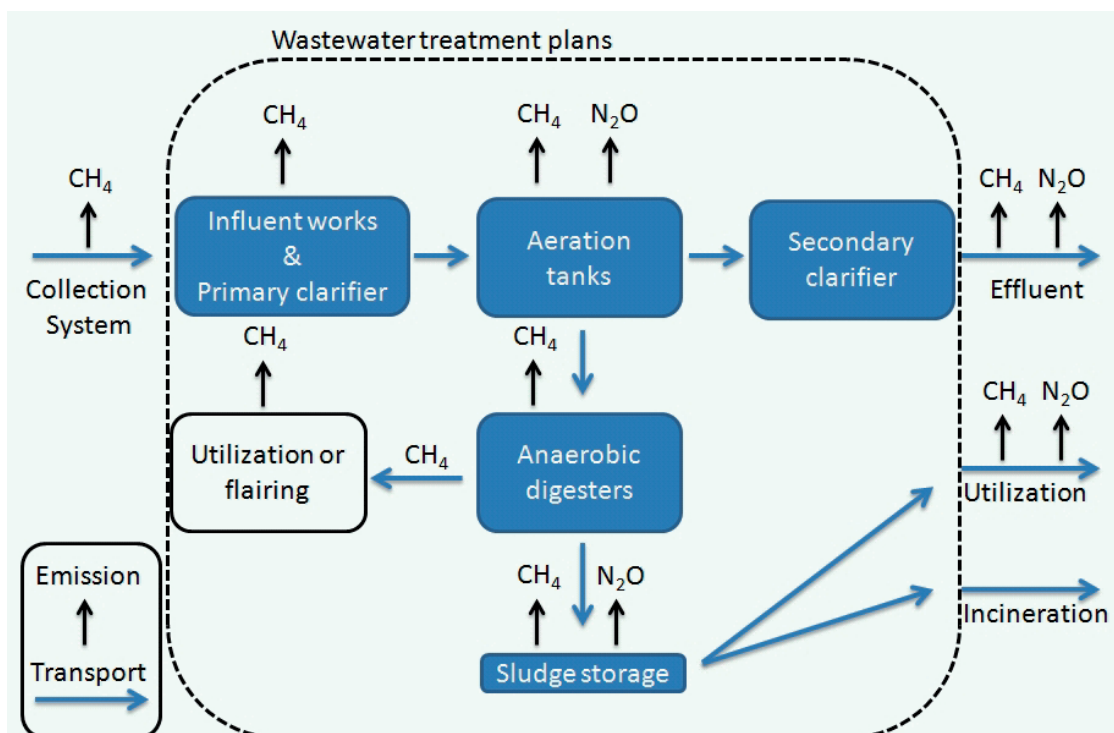 Wastewater treatment plans
CH₄
CH₄ N₂O
CH₄
CH₄ N₂O
Influent works
&
Primary clarifier
Aeration
tanks
Secondary
clarifier
Collection
System
Effluent
CH₄
CH₄
CH₄ N₂O
Utilization or
flairing
CH₄
Anaerobic
digesters
Utilization
CH₄ N₂O
Emission
Incineration
Transport
Sludge storage